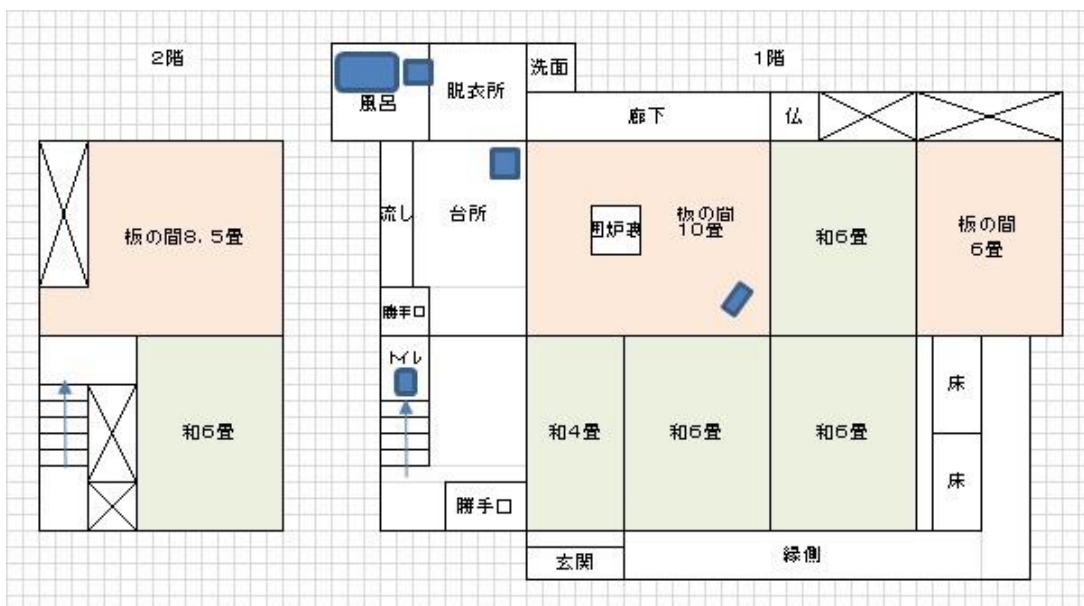 2階
1階
洗面
脱衣所
風呂
廊下
仏
流し
台所
囲炉裏
板の間
10畳
和6畳
板の間
6畳
板の間8.5畳
勝手口
トイレ
床
和6畳
和4畳
和6畳
和6畳
床
勝手口
玄関
縁側